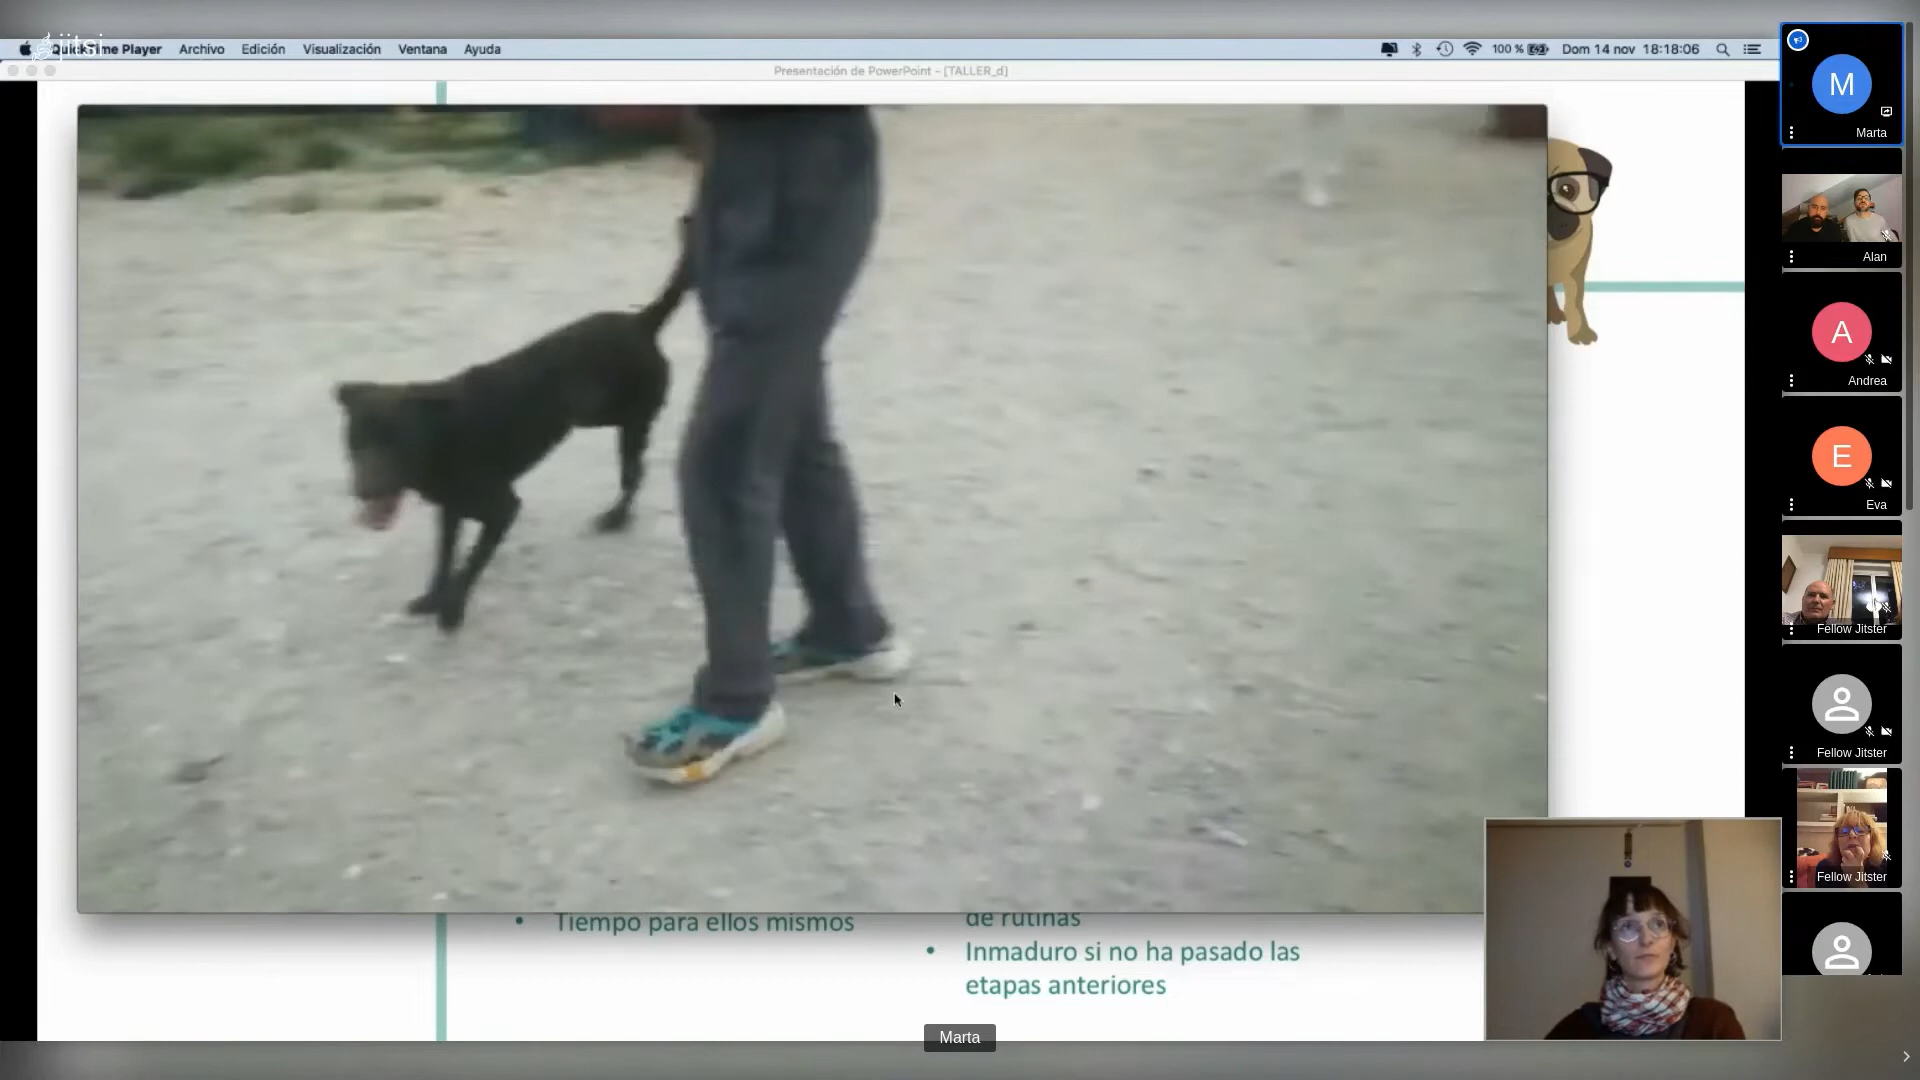 jitsi
QuickTime Player Archivo Edición Visualización Ventana Ayuda
100 % Dom 14 nov 18:18:06
Presentación de PowerPoint - [TALLER_d]
M
Marta
Alan
A
Andrea
E
Eva
Fellow Jitster
Fellow Jitster
Fellow Jitster
• Tiempo para ellos mismos
de rutinas
• Inmaduro si no ha pasado las
etapas anteriores
Marta